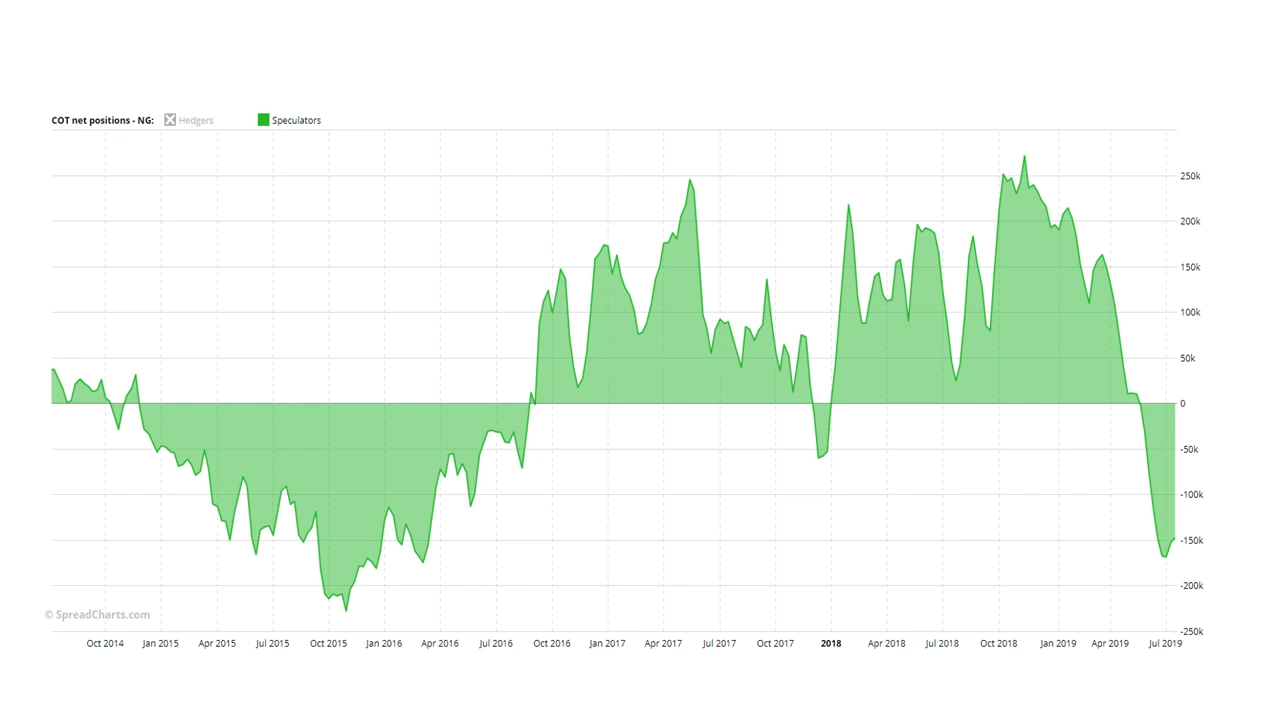 COT net positions - NG: Hedgers Speculators
250k
200k
150k
100k
50k
0
-50k
-100k
-150k
-200k
-250k
© SpreadCharts.com
Oct 2014 Jan 2015 Apr 2015 Jul 2015 Oct 2015 Jan 2016 Apr 2016 Jul 2016 Oct 2016 Jan 2017 Apr 2017 Jul 2017 Oct 2017 2018 Apr 2018 Jul 2018 Oct 2018 Jan 2019 Apr 2019 Jul 2019